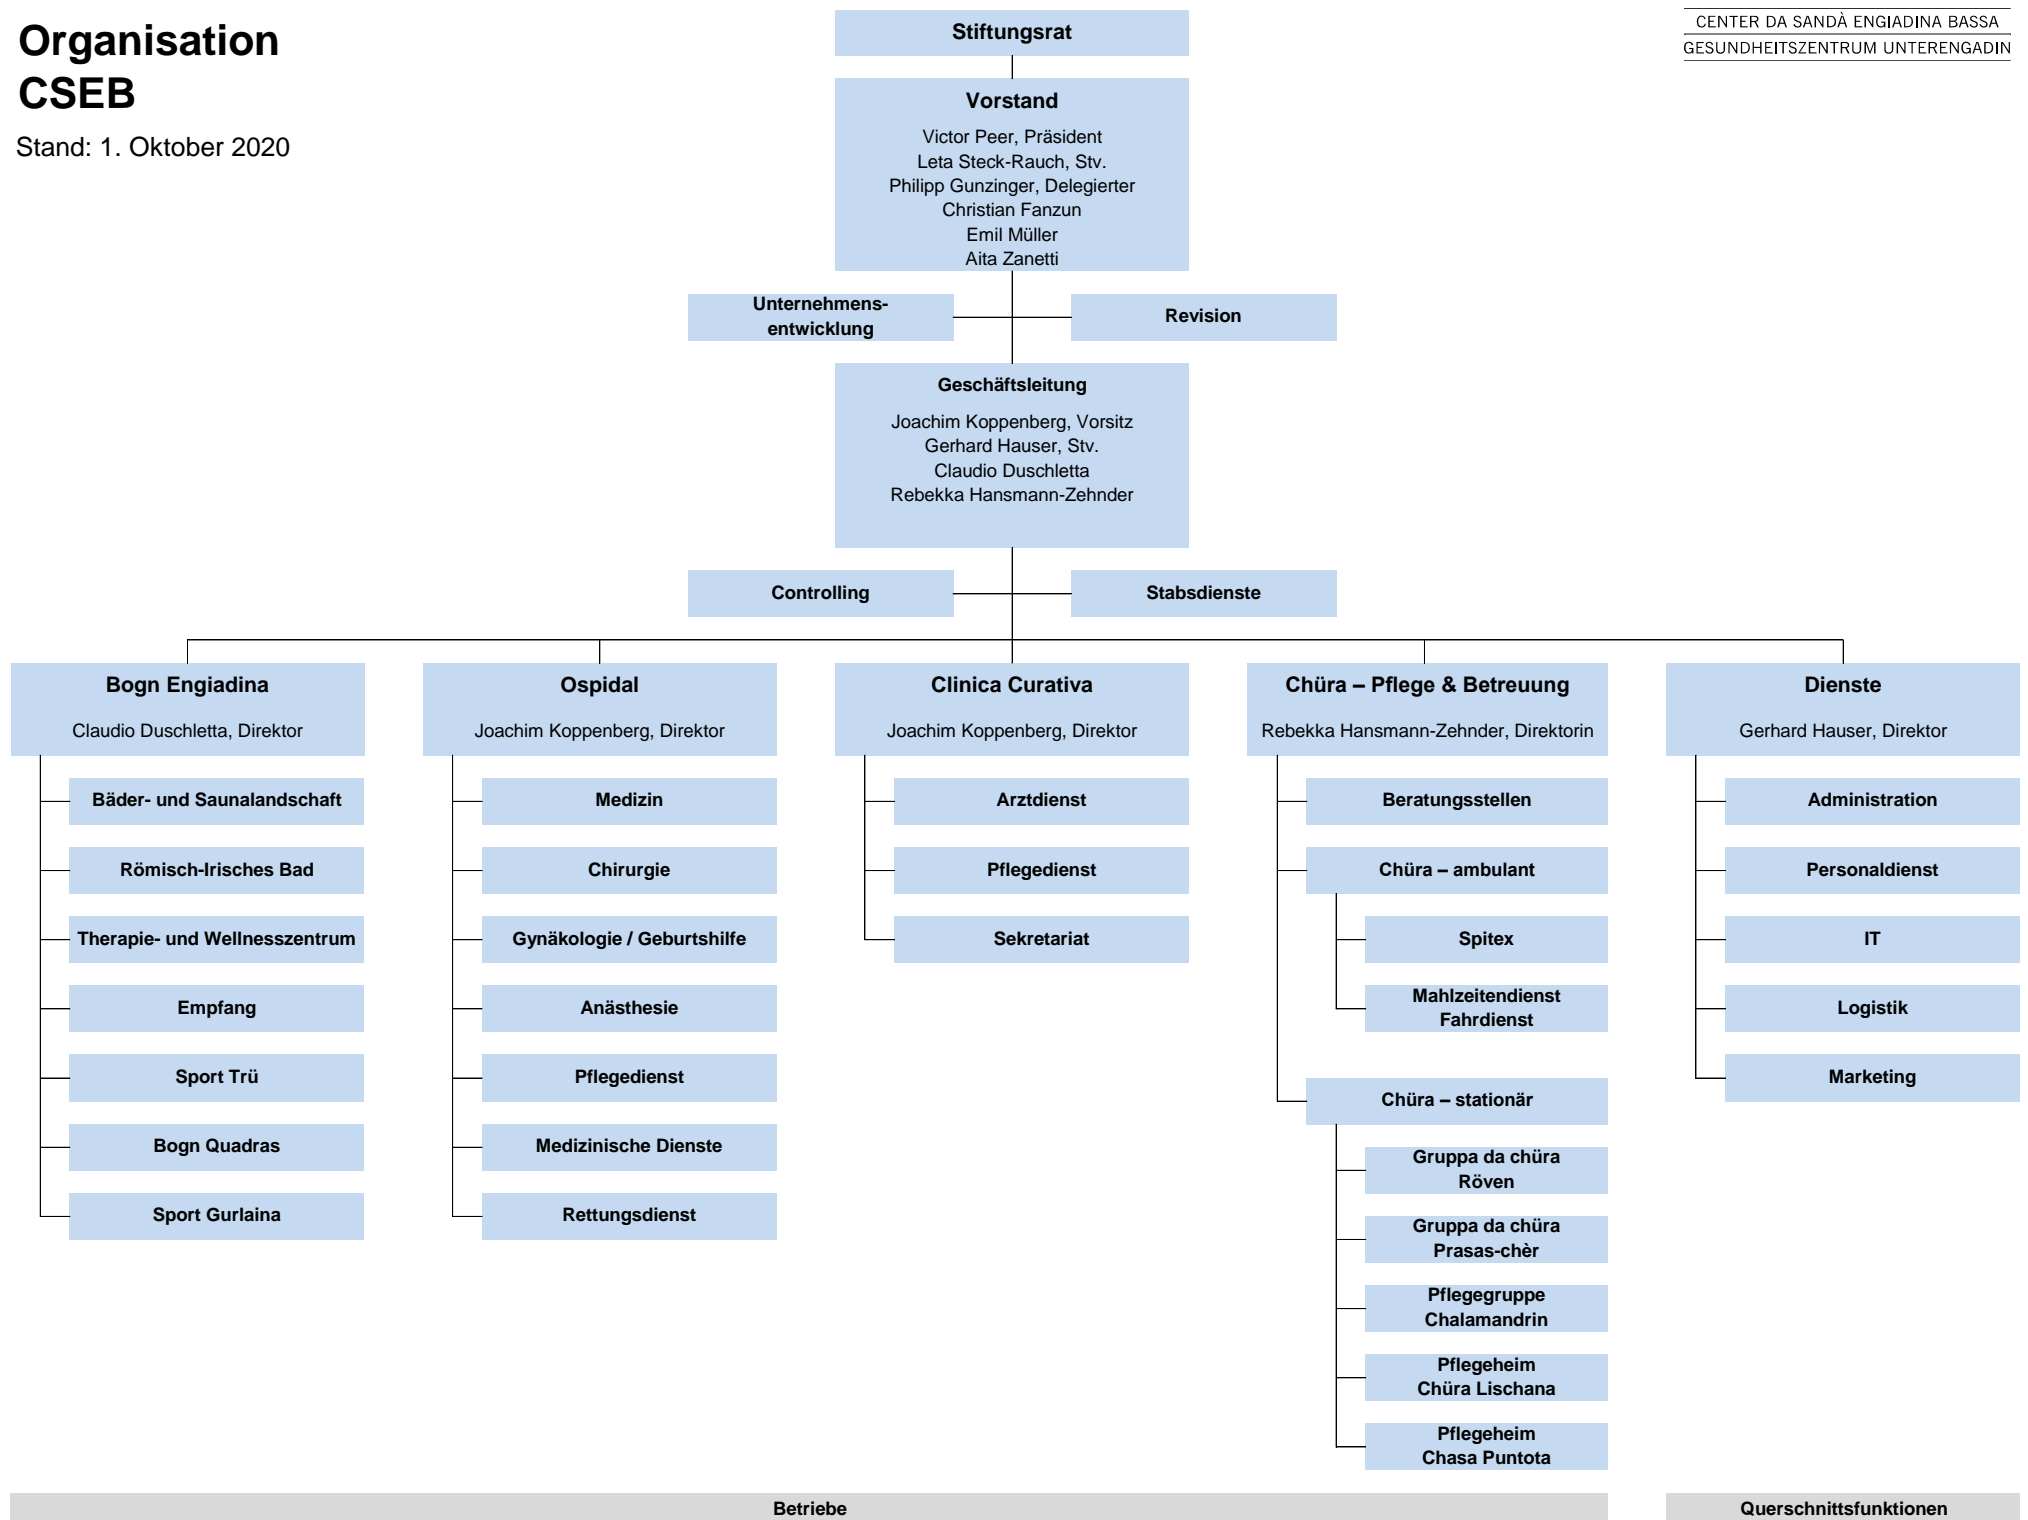 Organisation
CSEB
Stand: 1. Oktober 2020
CENTER DA SANDÀ ENGIADINA BASSA
GESUNDHEITSZENTRUM UNTERENGADIN
Stiftungsrat
Vorstand
Victor Peer, Präsident
Leta Steck-Rauch, Stv.
Philipp Gunzinger, Delegierter
Christian Fanzun
Emil Müller
Aita Zanetti
Unternehmens-
entwicklung
Revision
Geschäftsleitung
Joachim Koppenberg, Vorsitz
Gerhard Hauser, Stv.
Claudio Duschletta
Rebekka Hansmann-Zehnder
Controlling
Stabsdienste
Bogn Engiadina
Claudio Duschletta, Direktor
Bäder- und Saunalandschaft
Römisch-Irisches Bad
Therapie- und Wellnesszentrum
Empfang
Sport Trü
Bogn Quadras
Sport Gurlaina
Ospidal
Joachim Koppenberg, Direktor
Medizin
Chirurgie
Gynäkologie / Geburtshilfe
Anästhesie
Pflegedienst
Medizinische Dienste
Rettungsdienst
Clinica Curativa
Joachim Koppenberg, Direktor
Arztdienst
Pflegedienst
Sekretariat
Chüra – Pflege & Betreuung
Rebekka Hansmann-Zehnder, Direktorin
Beratungsstellen
Chüra – ambulant
Spitex
Mahlzeitendienst
Fahrdienst
Chüra – stationär
Gruppa da chüra
Röven
Gruppa da chüra
Prasas-chèr
Pflegegruppe
Chalamandrin
Pflegeheim
Chüra Lischana
Pflegeheim
Chasa Puntota
Dienste
Gerhard Hauser, Direktor
Administration
Personaldienst
IT
Logistik
Marketing
Betriebe
Querschnittsfunktionen